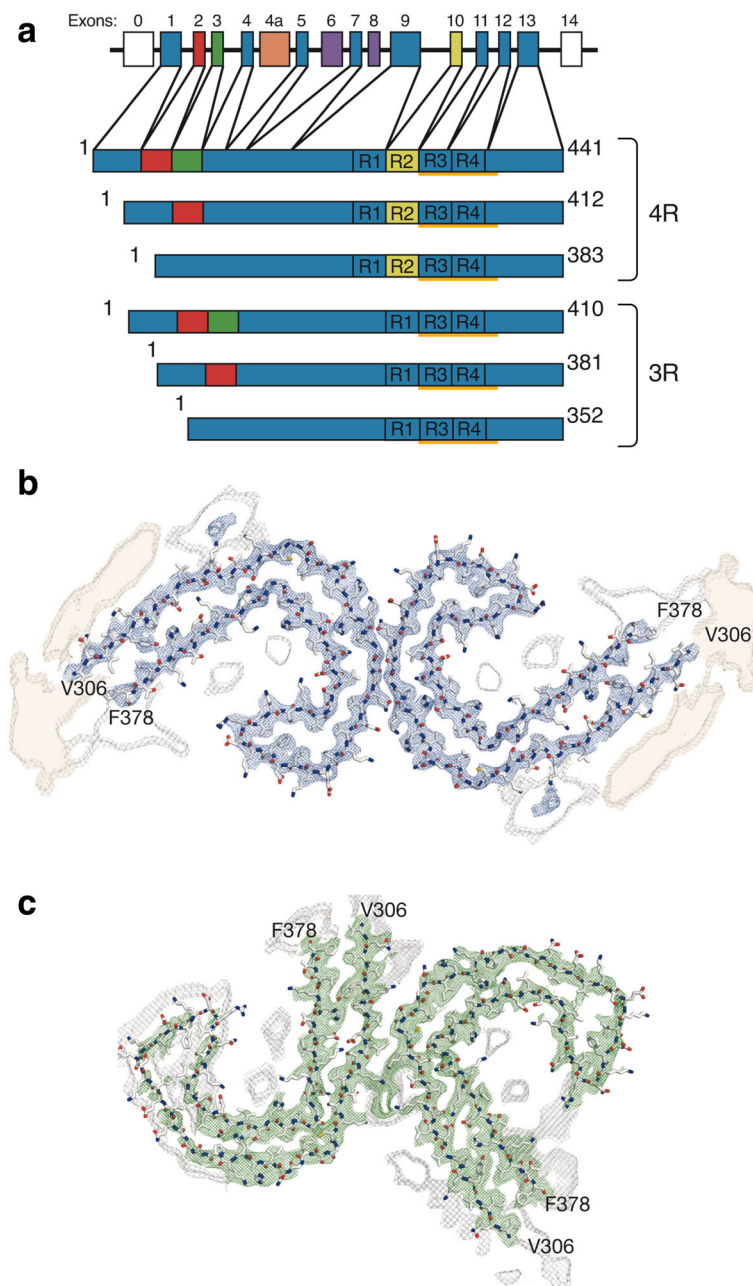 a
Exons: 0 1 2 3 4 4a 5 6 7 8 9 10 11 12 13 14
1 R1 R2 R3 R4 441
1 R1 R2 R3 R4 412
4R
1 R1 R2 R3 R4 383
1 R1 R3 R4 410
1 R1 R3 R4 381
3R
1 R1 R3 R4 352
b
F378
V306
V306
F378
c
V306
F378
F378
V306